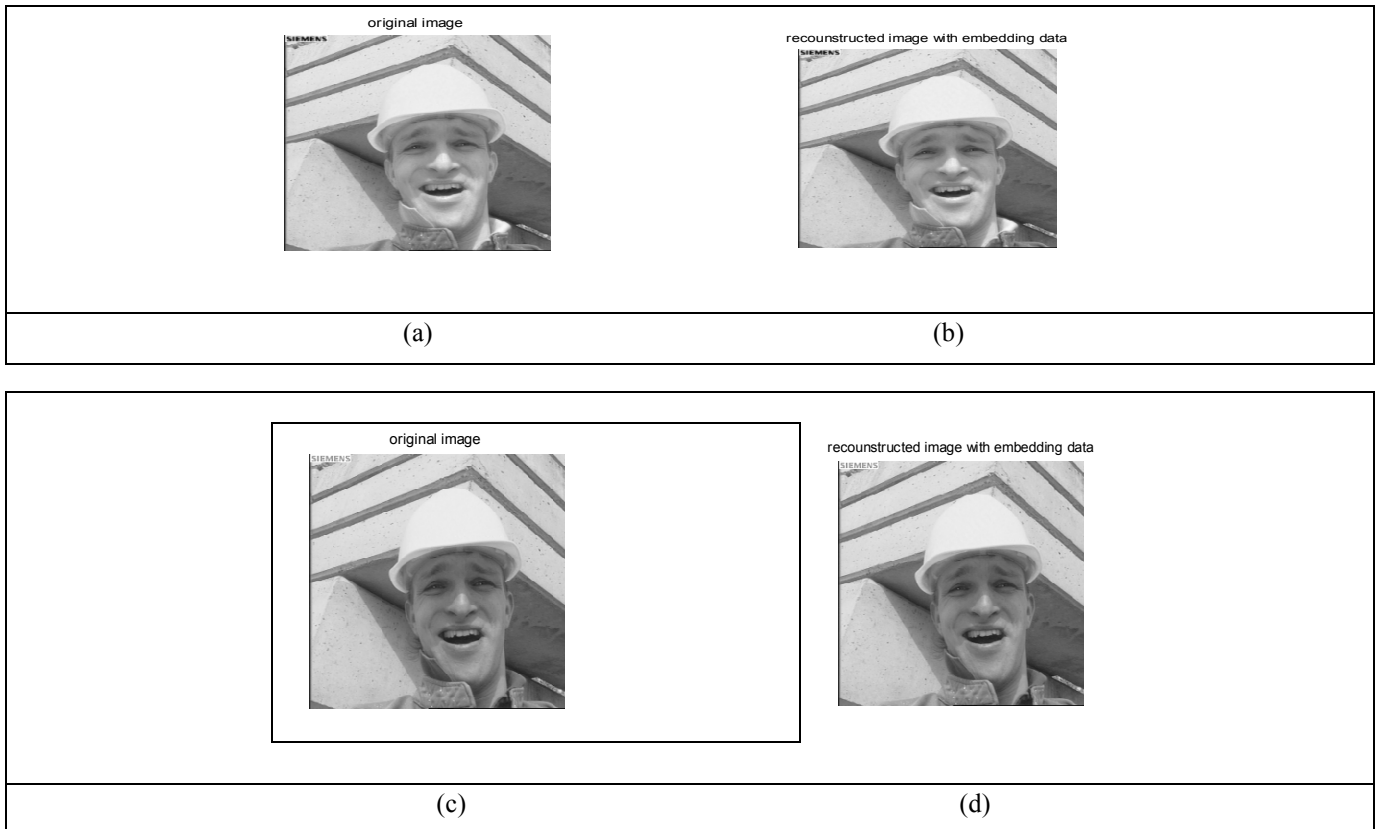 original image
recounstructed image with embedding data
SIEMENS
SIEMENS
(a)
(b)
original image
recounstructed image with embedding data
SIEMENS
SIEMENS
(c)
(d)